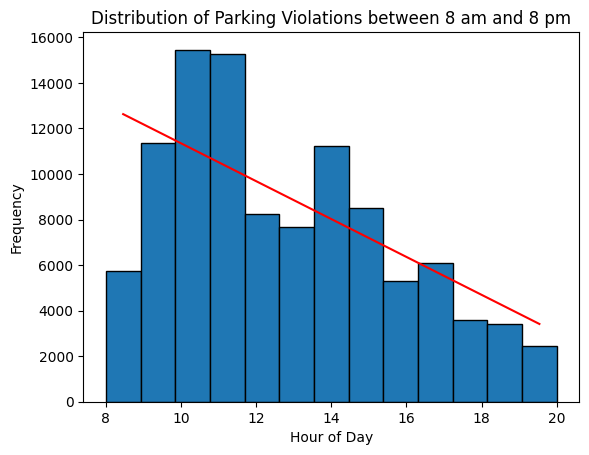 Distribution of Parking Violations between 8 am and 8 pm
16000
14000
12000
10000
8000
6000
4000
2000
0
Frequency
8 10 12 14 16 18 20
Hour of Day